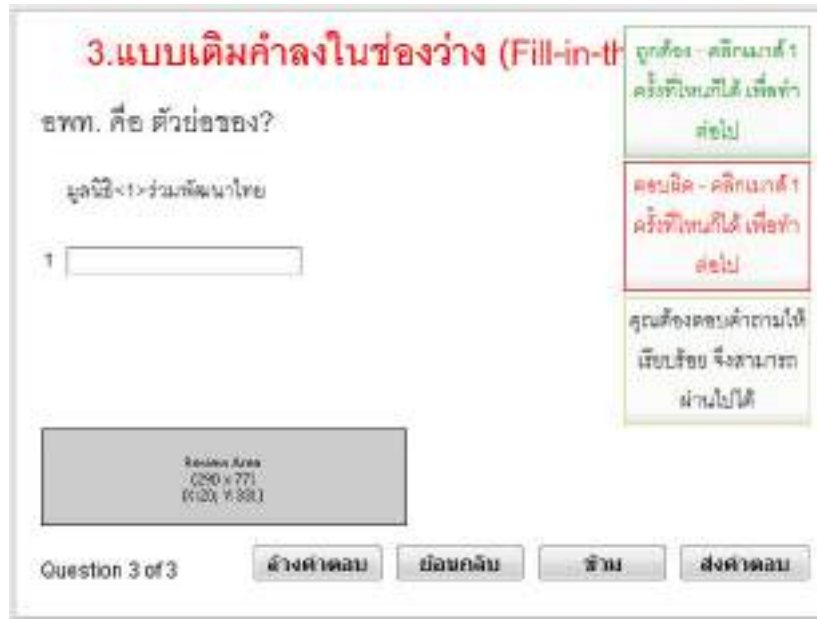 3.แบบเติมคำลงในช่องว่าง (Fill-in-th
อพท. คือ ตัวย่อของ?
มูลนิธิ<1>ร่วมพัฒนาไทย
1
ถูกต้อง - คลิกเมาส์ 1
ครั้งที่ไหนก็ได้ เพื่อทำ
ต่อไป
ตอบผิด - คลิกเมาส์ 1
ครั้งที่ไหนก็ได้ เพื่อทำ
ต่อไป
คุณต้องตอบคำถามให้
เรียบร้อย จึงสามารถ
ผ่านไปได้
Review Area
(290 x 77)
Question 3 of 3
ล้างคำตอบ
ย้อนกลับ
ข้าม
ส่งคำตอบ